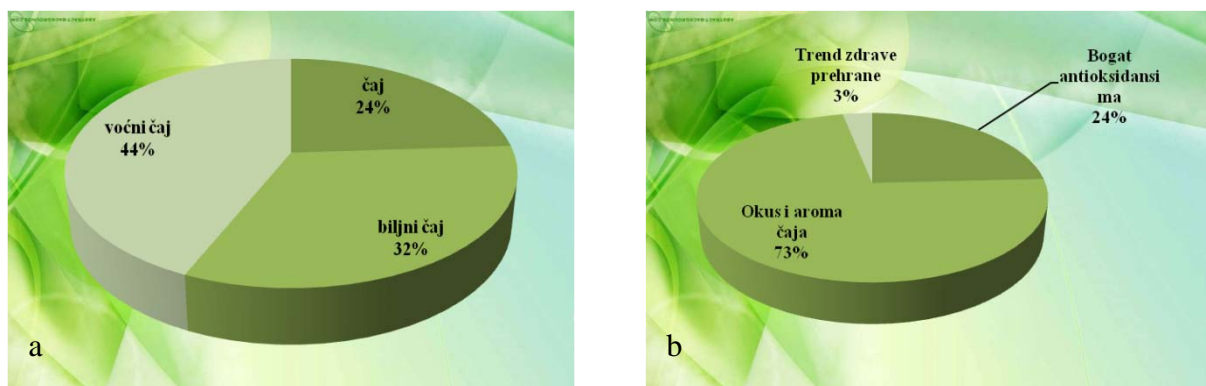 čaj
24%
voćni čaj
44%
biljni čaj
32%
a
Trend zdrave
prehrane
3%
Bogat
antioksidansi
ma
24%
Okus i aroma
čaja
73%
b